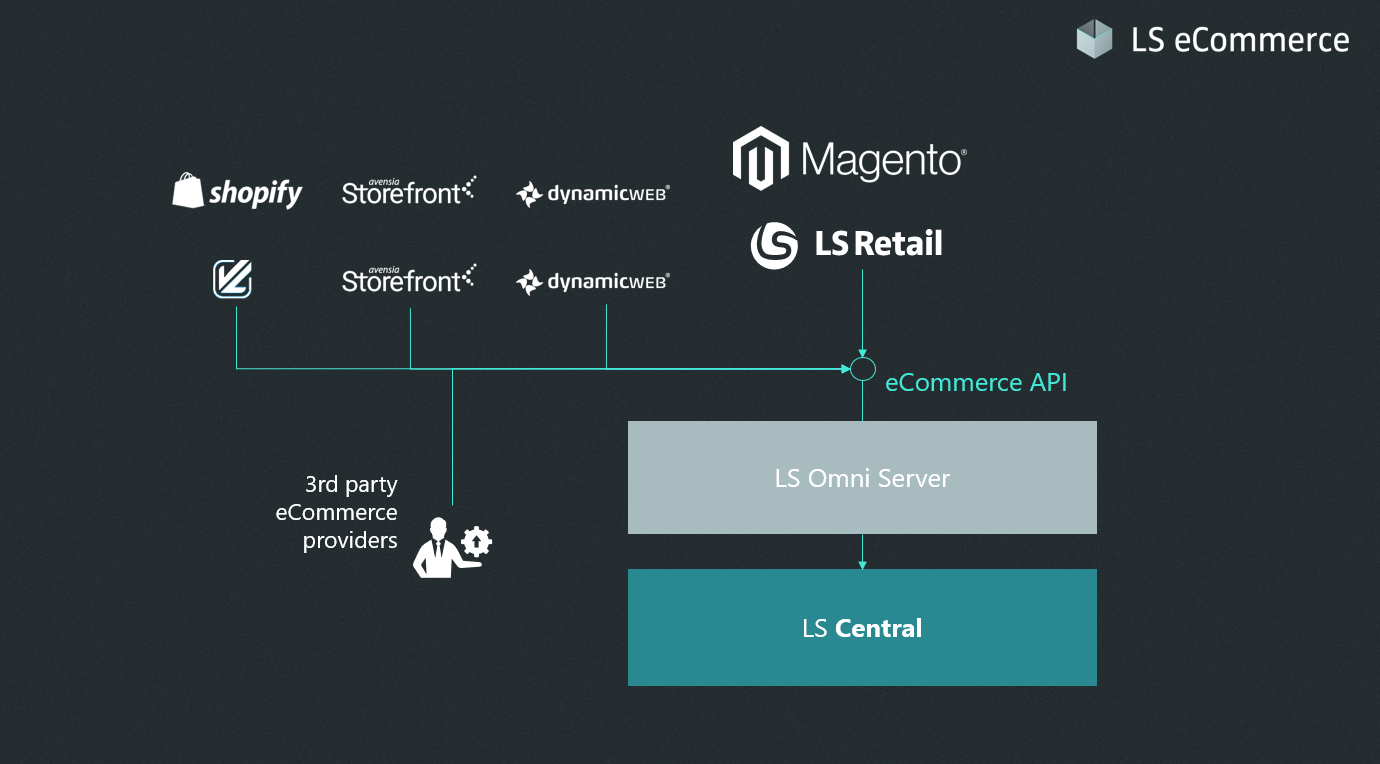 LS eCommerce
Magento®
shopify
avensia
Storefront
dynamicWEB®
LS Retail
avensia
Storefront
dynamicWEB®
eCommerce API
LS Omni Server
3rd party
eCommerce
providers
LS Central